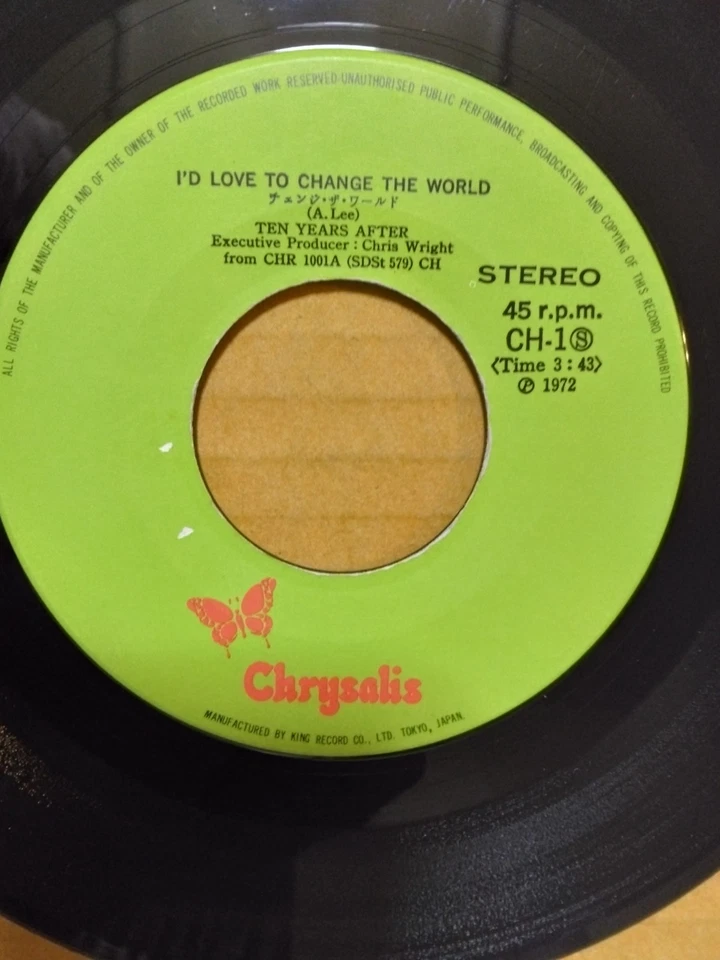 ALL RIGHTS OF THE MANUFACTURER AND OF THE OWNER OF THE RECORDED WORK RESERVED·UNAUTHORISED PUBLIC PERFORMANCE, BROADCASTING AND COPYING OF THIS RECORD PROHIBITED
I'D LOVE TO CHANGE THE WORLD
チェンジ・ザ・ワールド
(A. Lee)
TEN YEARS AFTER
Executive Producer : Chris Wright
from CHR 1001A (SDSt 579) CH
STEREO
45 r.p.m.
CH-1Ⓢ
〈Time 3 : 43〉
℗ 1972
Chrysalis
MANUFACTURED BY KING RECORD CO., LTD. TOKYO, JAPAN.